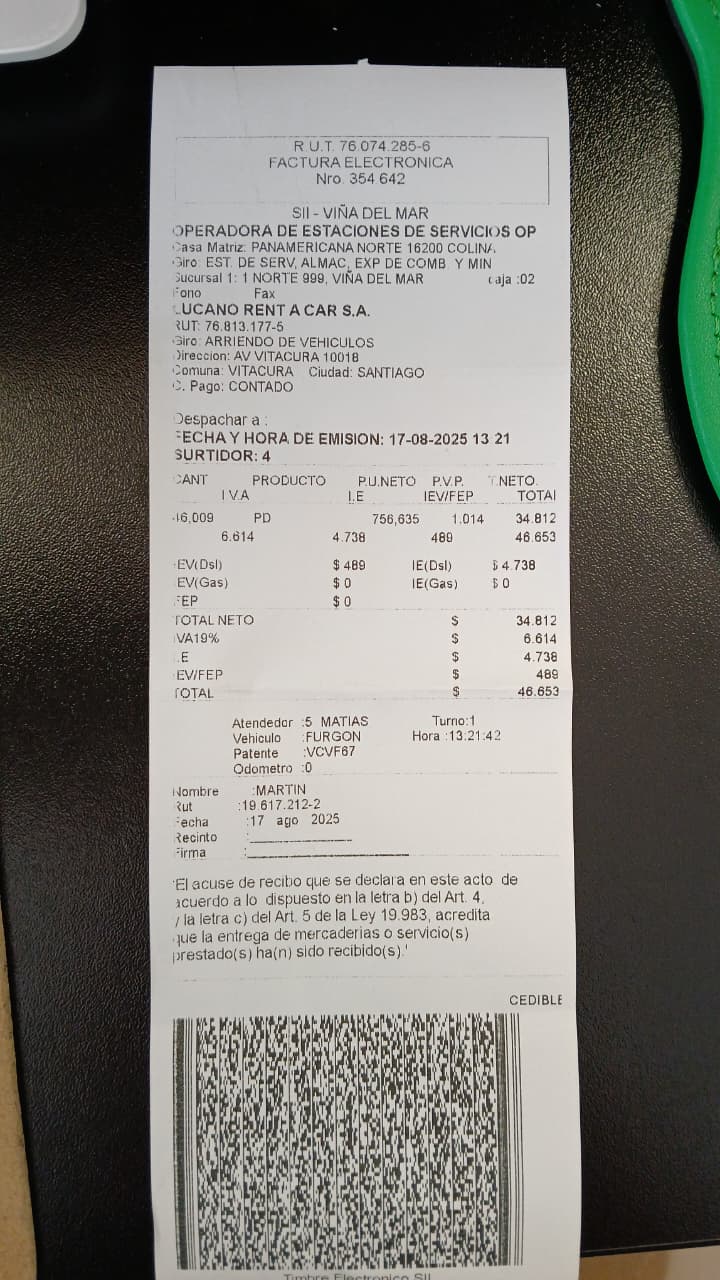 R.U.T. 76.074.285-6
FACTURA ELECTRONICA
Nro. 354.642
SII - VIÑA DEL MAR
OPERADORA DE ESTACIONES DE SERVICIOS OP
Casa Matriz: PANAMERICANA NORTE 16200 COLINA.
Giro: EST. DE SERV, ALMAC, EXP DE COMB. Y MIN
Sucursal 1: 1 NORTE 999, VIÑA DEL MAR caja :02
Fono Fax
LUCANO RENT A CAR S.A.
RUT: 76.813.177-5
Giro: ARRIENDO DE VEHICULOS
Direccion: AV VITACURA 10018
Comuna: VITACURA Ciudad: SANTIAGO
C. Pago: CONTADO
Despachar a :
FECHA Y HORA DE EMISION: 17-08-2025 13 21
SURTIDOR: 4
CANT PRODUCTO P.U.NETO P.V.P. T.NETO.
I.V.A I.E IEV/FEP TOTAL
46,009 PD 756,635 1.014 34.812
6.614 4.738 489 46.653
IEV(Dsl) $ 489 IE(Dsl) $ 4.738
IEV(Gas) $ 0 IE(Gas) $ 0
FEP $ 0
TOTAL NETO $ 34.812
IVA19% $ 6.614
I.E $ 4.738
IEV/FEP $ 489
TOTAL $ 46.653
Atendedor :5 MATIAS Turno:1
Vehiculo :FURGON Hora :13:21:42
Patente :VCVF67
Odometro :0
Nombre :MARTIN
Rut :19.617.212-2
Fecha :17 ago 2025
Recinto :
Firma :
'El acuse de recibo que se declara en este acto de
acuerdo a lo dispuesto en la letra b) del Art. 4,
y la letra c) del Art. 5 de la Ley 19.983, acredita
que la entrega de mercaderias o servicio(s)
prestado(s) ha(n) sido recibido(s).'
CEDIBLE
Timbre Electronico SII